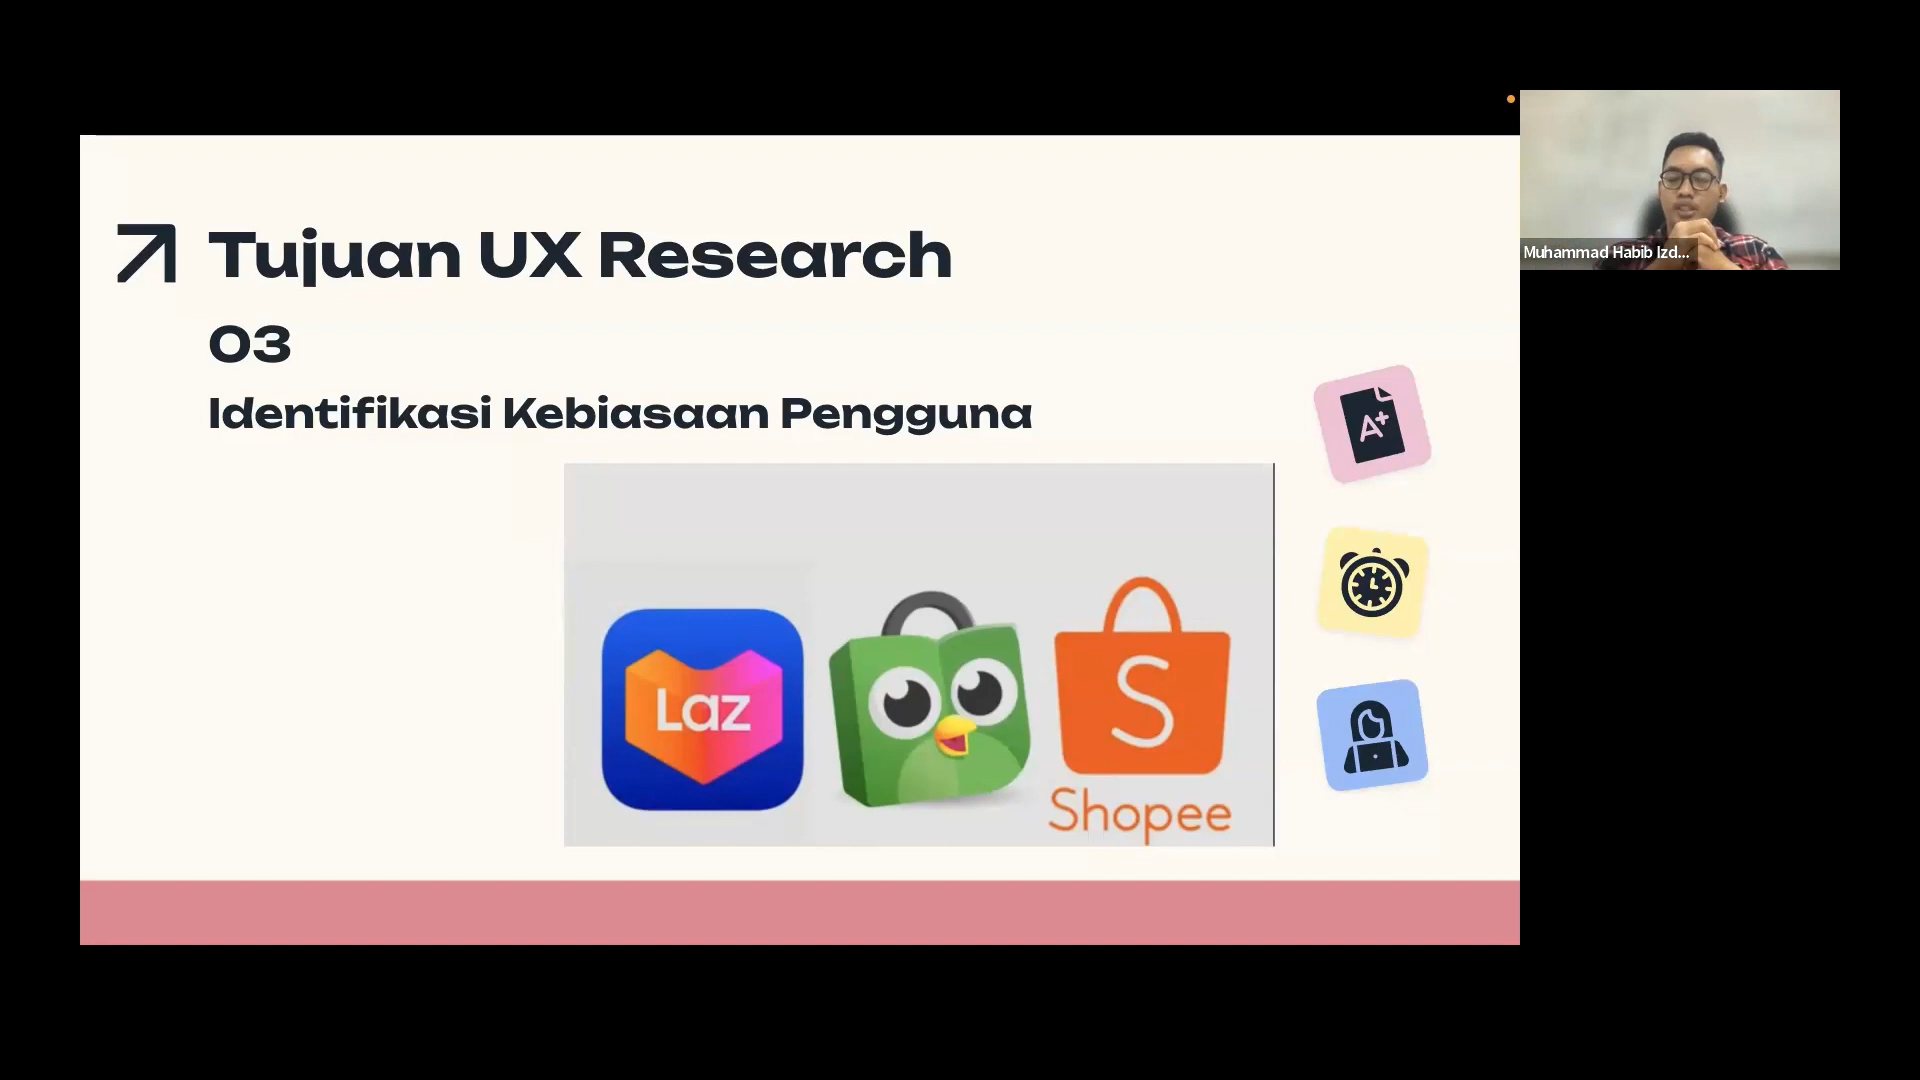 Tujuan UX Research
03
Identifikasi Kebiasaan Pengguna
A+
Laz
S
Shopee
Muhammad Habib Izd...